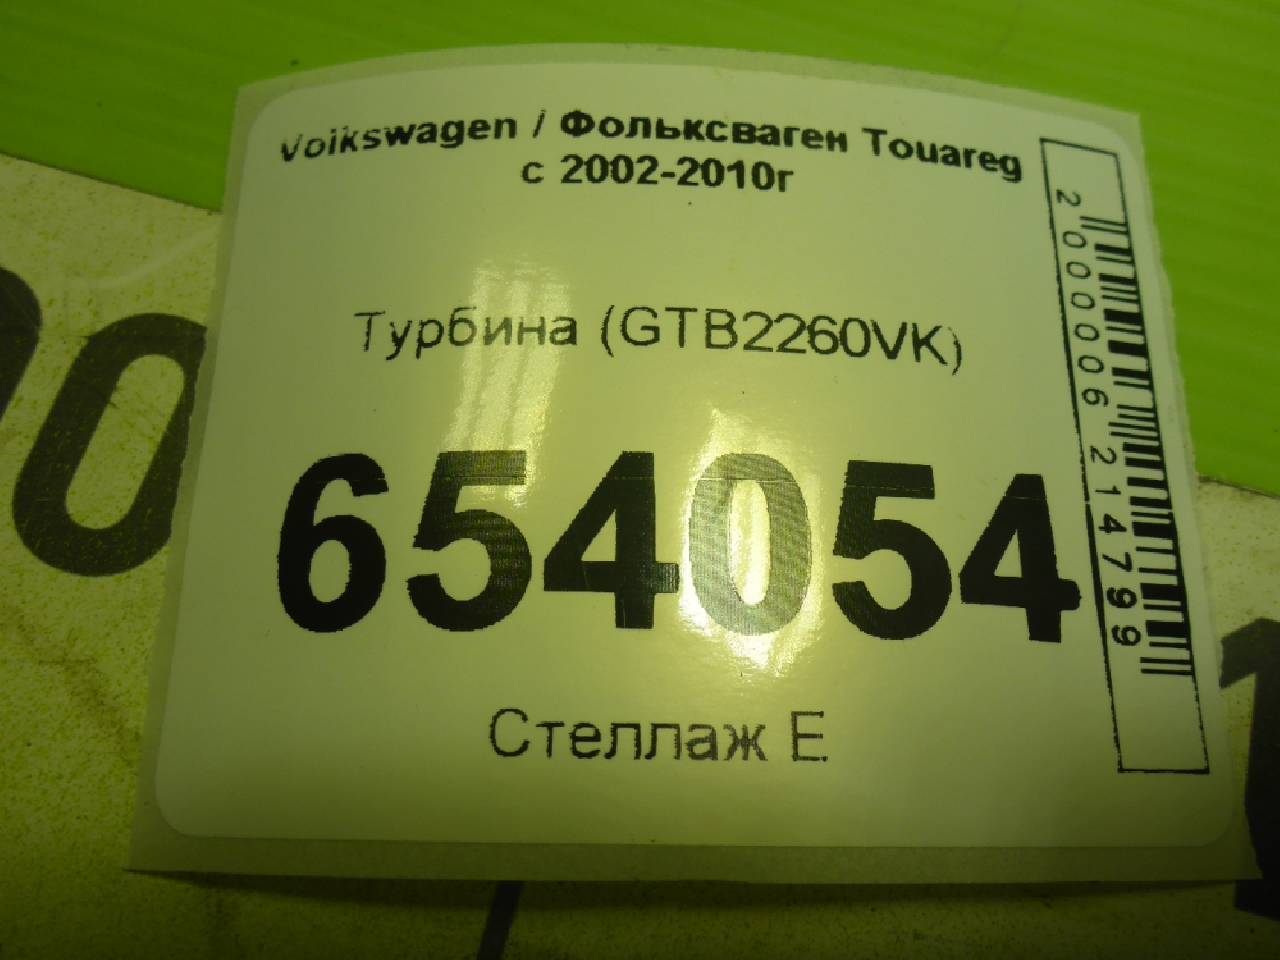 Volkswagen / Фольксваген Touareg
с 2002-2010г
Турбина (GTB2260VK)
654054
Стеллаж Е
2000006214799